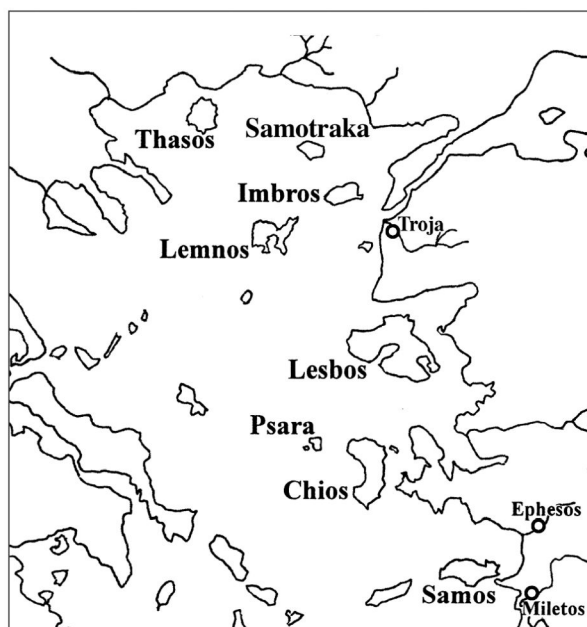 Thasos
Samotraka
Imbros
Troja
Lemnos
Lesbos
Psara
Chios
Ephesos
Samos
Miletos